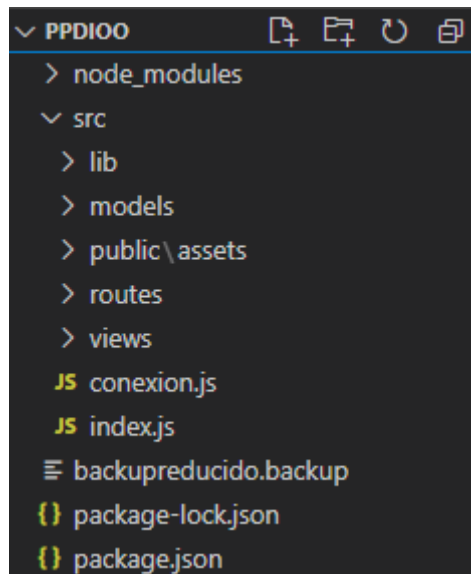 PPDIOO
node_modules
src
lib
models
public\assets
routes
views
JS conexion.js
JS index.js
backupreducido.backup
{} package-lock.json
{} package.json